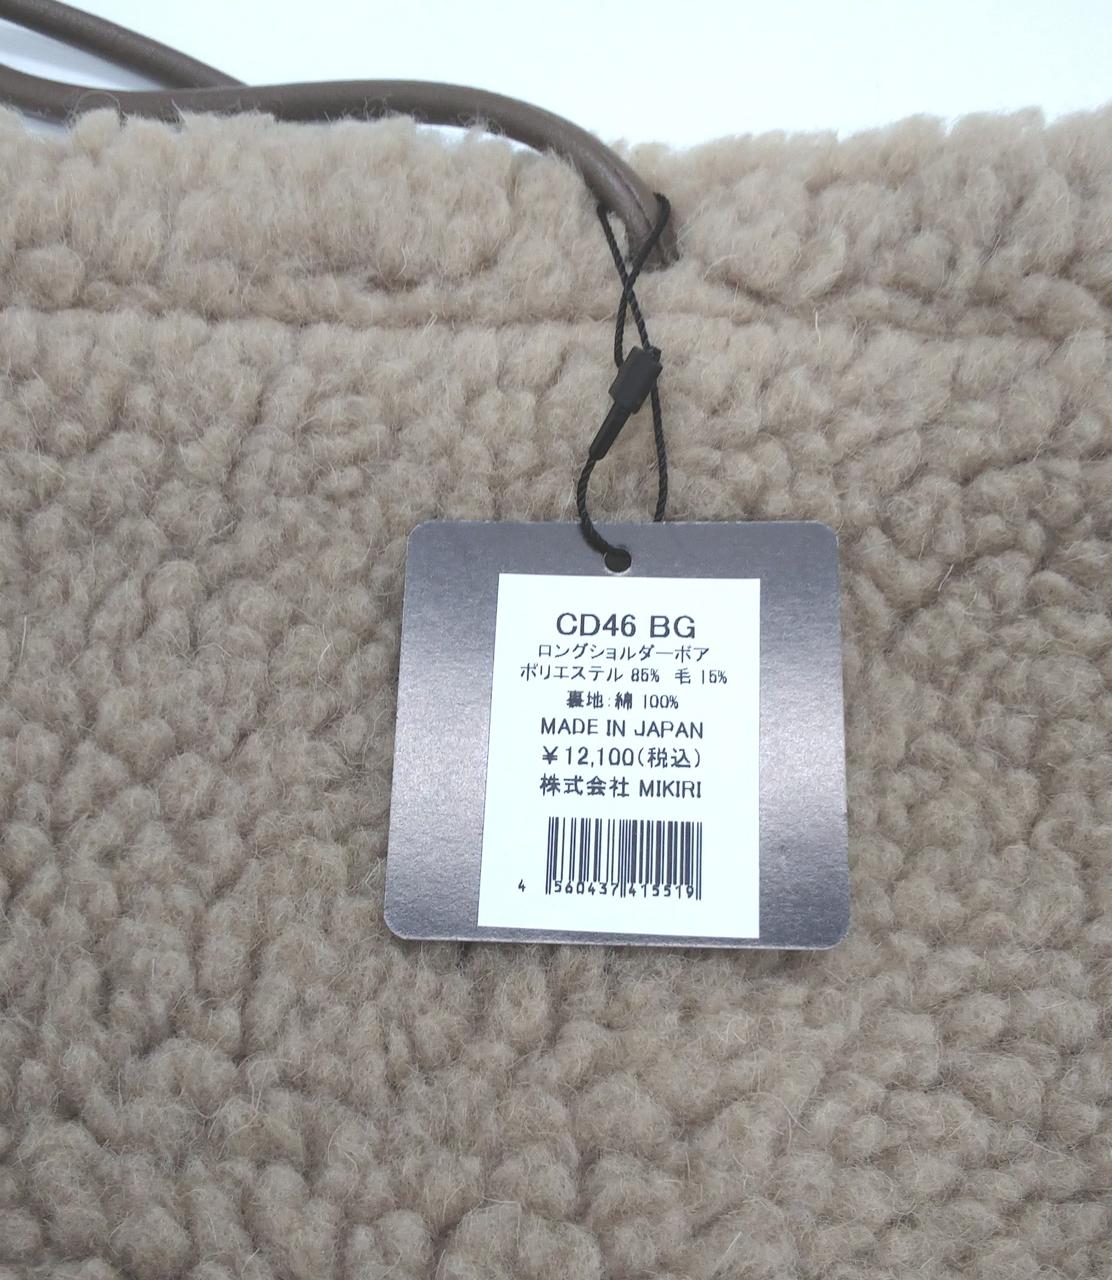 CD46 BG
ロングショルダーボア
ポリエステル 85% 毛 15%
裏地:綿 100%
MADE IN JAPAN
¥12,100(税込)
株式会社 MIKIRI
4 560437 415519